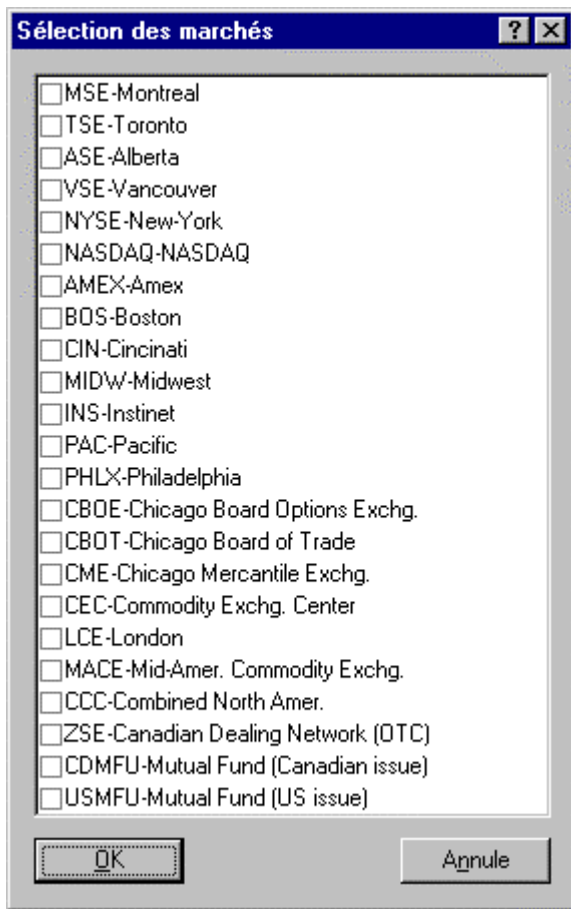 Sélection des marchés
MSE-Montreal
TSE-Toronto
ASE-Alberta
VSE-Vancouver
NYSE-New-York
NASDAQ-NASDAQ
AMEX-Amex
BOS-Boston
CIN-Cincinati
MIDW-Midwest
INS-Instinet
PAC-Pacific
PHLX-Philadelphia
CBOE-Chicago Board Options Exchg.
CBOT-Chicago Board of Trade
CME-Chicago Mercantile Exchg.
CEC-Commodity Exchg. Center
LCE-London
MACE-Mid-Amer. Commodity Exchg.
CCC-Combined North Amer.
ZSE-Canadian Dealing Network (OTC)
CDMFU-Mutual Fund (Canadian issue)
USMFU-Mutual Fund (US issue)
OK Annule